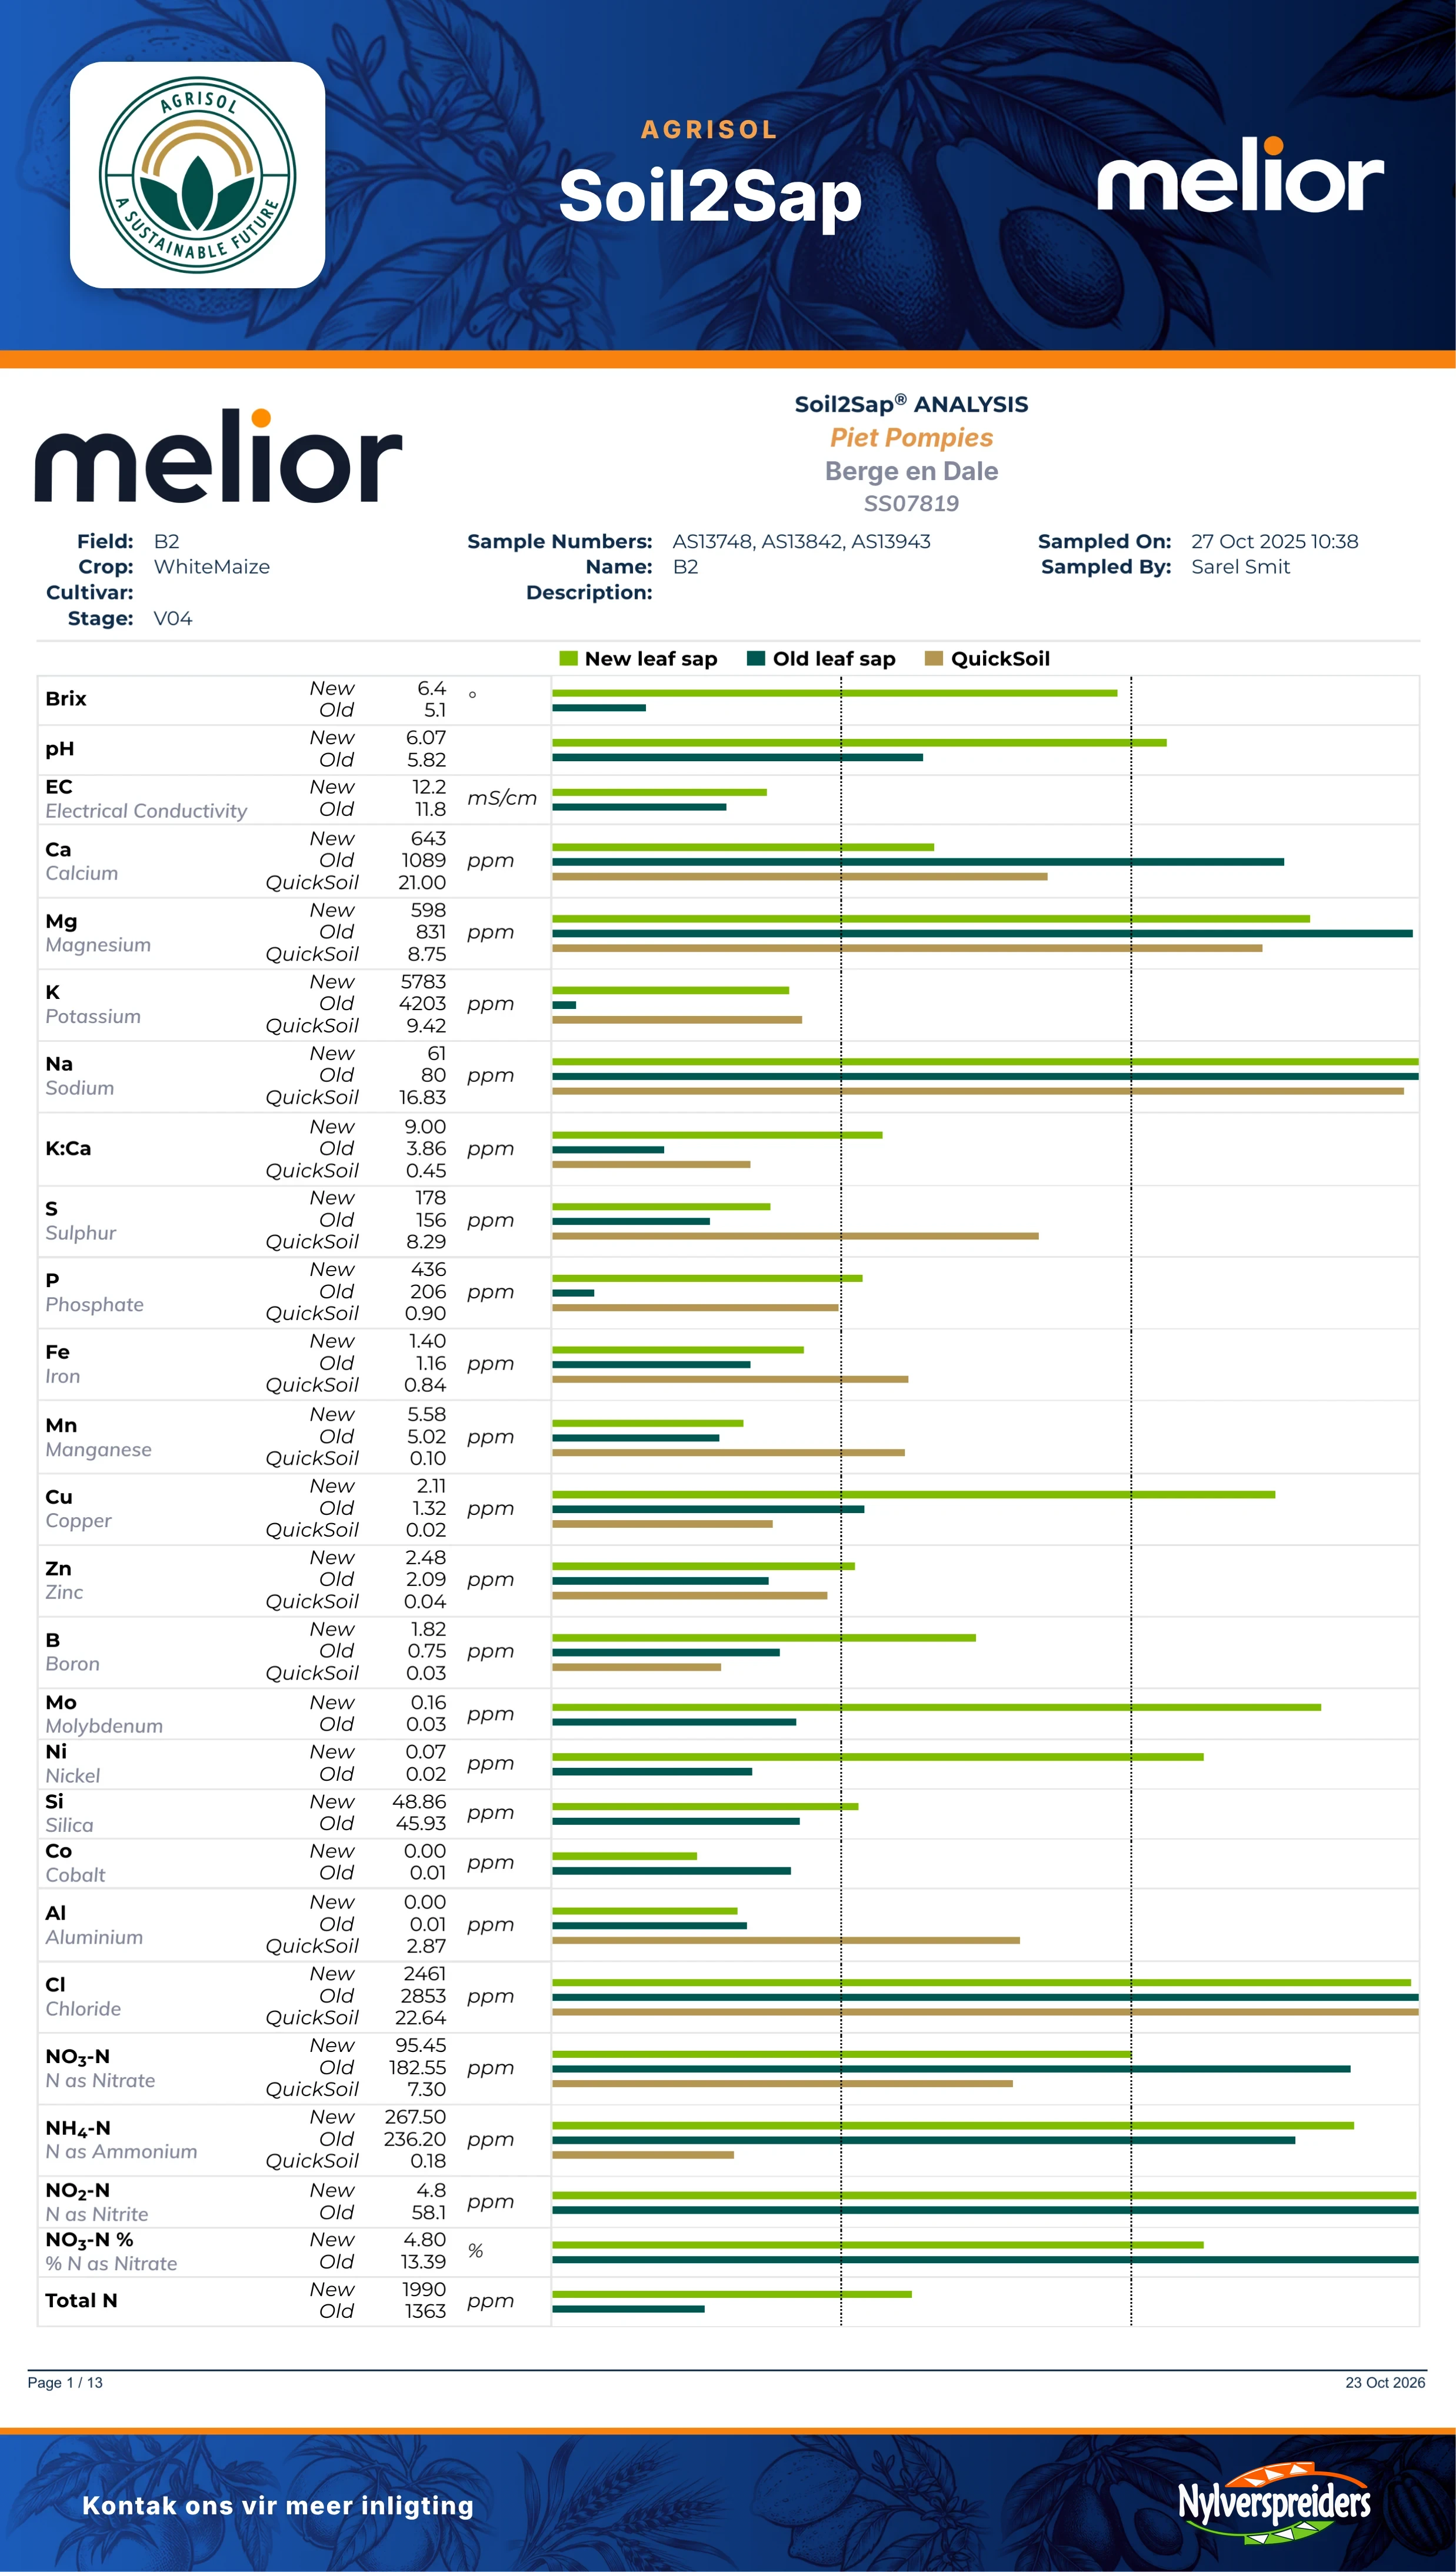 AGRISOL
A SUSTAINABLE FUTURE
AGRISOL
Soil2Sap
melior
melior
Soil2Sap® ANALYSIS
Piet Pompies
Berge en Dale
SS07819
Field: B2
Crop: WhiteMaize
Cultivar:
Stage: V04
Sample Numbers: AS13748, AS13842, AS13943
Name: B2
Description:
Sampled On: 27 Oct 2025 10:38
Sampled By: Sarel Smit
New leaf sap Old leaf sap QuickSoil
Brix
New 6.4 °
Old 5.1
pH
New 6.07
Old 5.82
EC
Electrical Conductivity
New 12.2 mS/cm
Old 11.8
Ca
Calcium
New 643
Old 1089 ppm
QuickSoil 21.00
Mg
Magnesium
New 598
Old 831 ppm
QuickSoil 8.75
K
Potassium
New 5783
Old 4203 ppm
QuickSoil 9.42
Na
Sodium
New 61
Old 80 ppm
QuickSoil 16.83
K:Ca
New 9.00
Old 3.86 ppm
QuickSoil 0.45
S
Sulphur
New 178
Old 156 ppm
QuickSoil 8.29
P
Phosphate
New 436
Old 206 ppm
QuickSoil 0.90
Fe
Iron
New 1.40
Old 1.16 ppm
QuickSoil 0.84
Mn
Manganese
New 5.58
Old 5.02 ppm
QuickSoil 0.10
Cu
Copper
New 2.11
Old 1.32 ppm
QuickSoil 0.02
Zn
Zinc
New 2.48
Old 2.09 ppm
QuickSoil 0.04
B
Boron
New 1.82
Old 0.75 ppm
QuickSoil 0.03
Mo
Molybdenum
New 0.16 ppm
Old 0.03
Ni
Nickel
New 0.07 ppm
Old 0.02
Si
Silica
New 48.86 ppm
Old 45.93
Co
Cobalt
New 0.00 ppm
Old 0.01
Al
Aluminium
New 0.00
Old 0.01 ppm
QuickSoil 2.87
Cl
Chloride
New 2461
Old 2853 ppm
QuickSoil 22.64
NO₃-N
N as Nitrate
New 95.45
Old 182.55 ppm
QuickSoil 7.30
NH₄-N
N as Ammonium
New 267.50
Old 236.20 ppm
QuickSoil 0.18
NO₂-N
N as Nitrite
New 4.8 ppm
Old 58.1
NO₃-N %
% N as Nitrate
New 4.80 %
Old 13.39
Total N
New 1990 ppm
Old 1363
Page 1 / 13
23 Oct 2026
Kontak ons vir meer inligting
Nylverspreiders